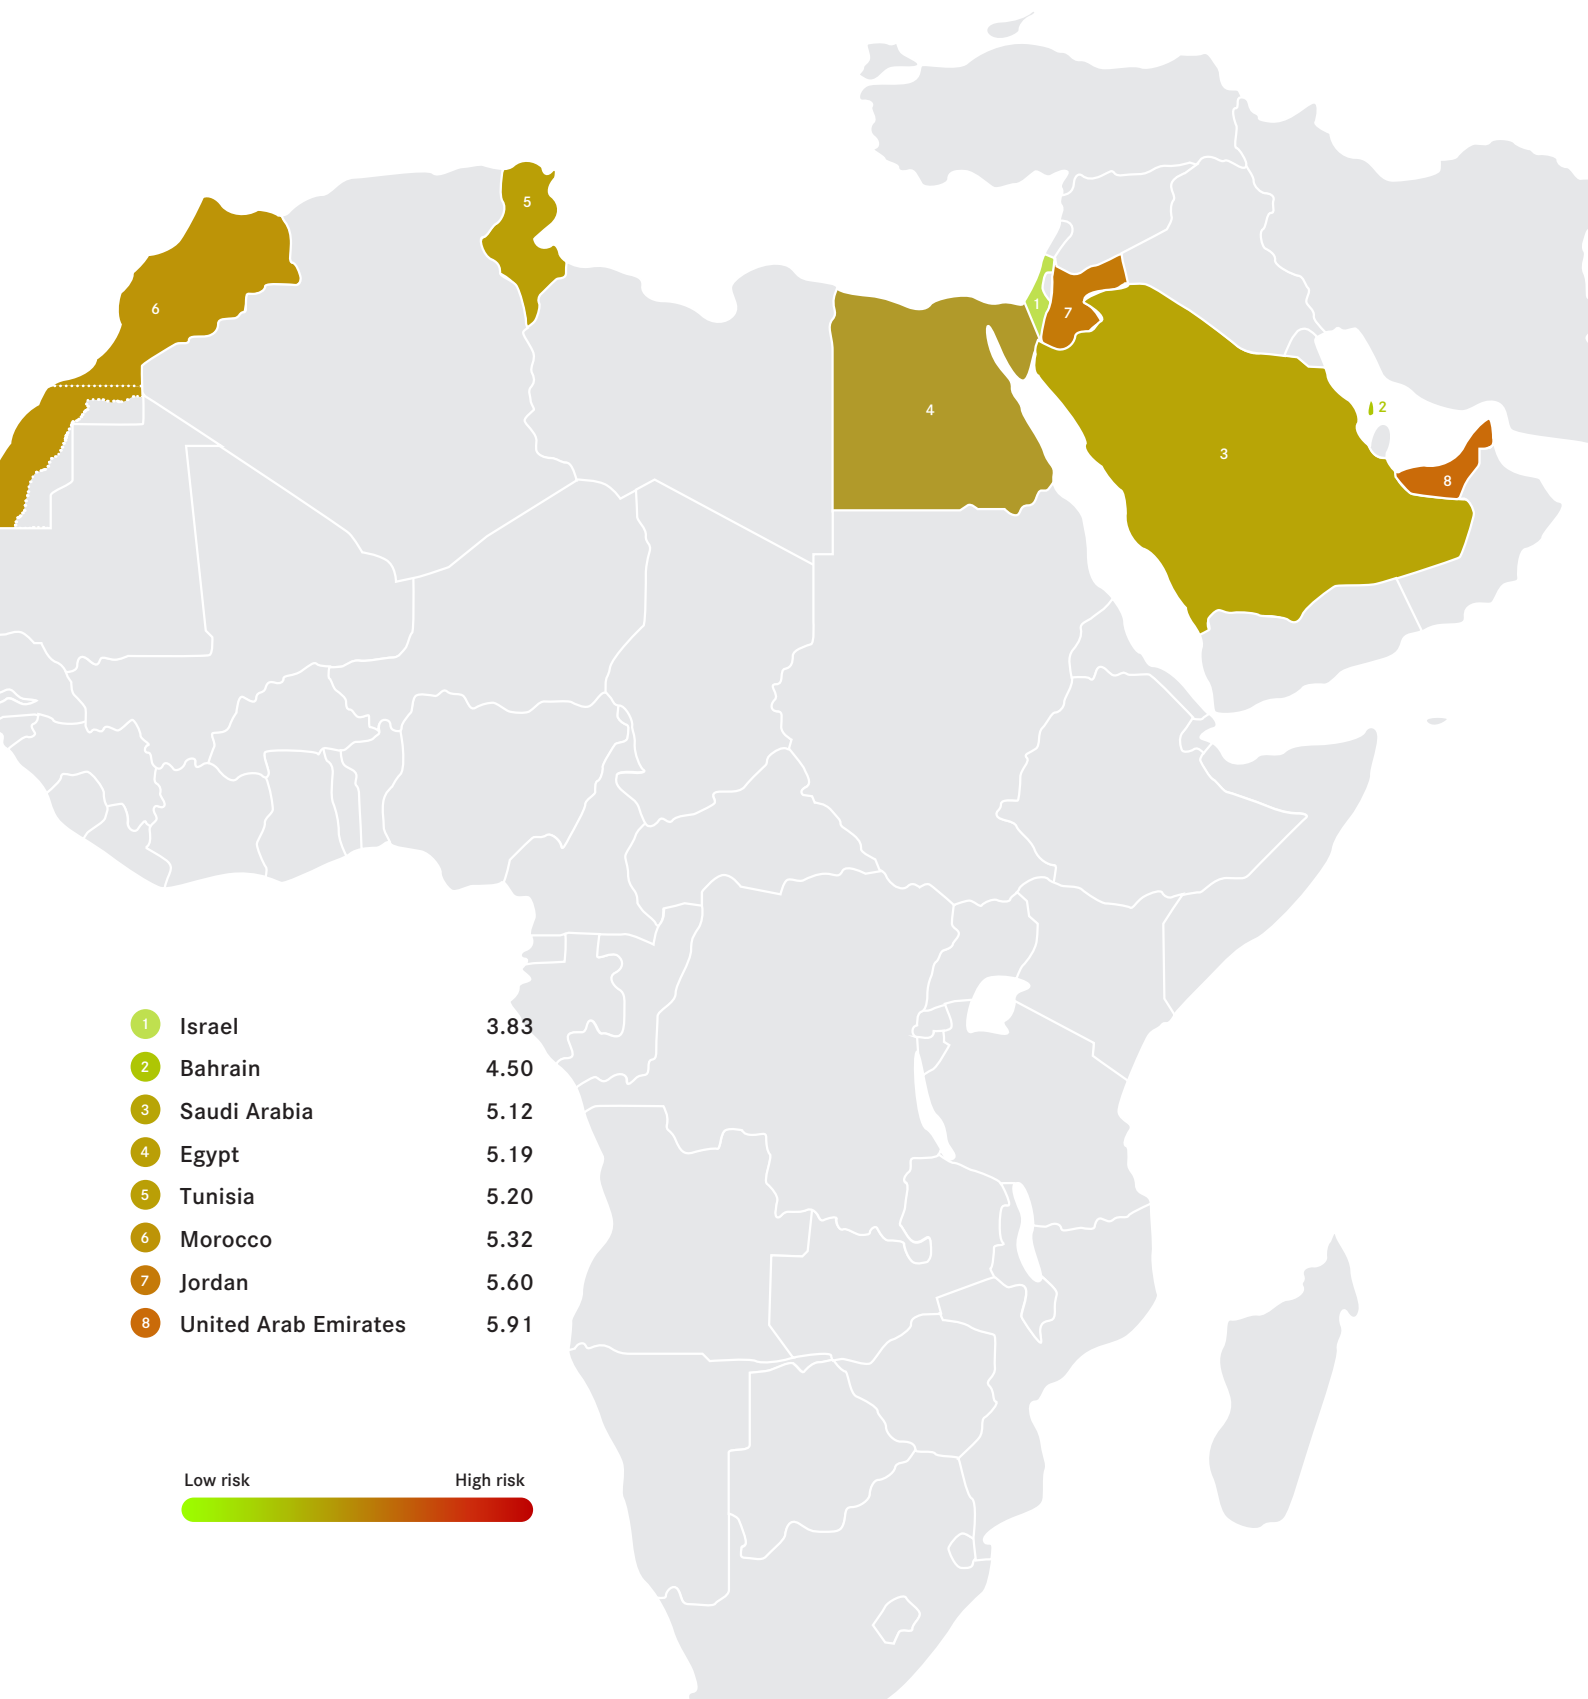 5
6
1
7
4
2
3
8
1 Israel 3.83
2 Bahrain 4.50
3 Saudi Arabia 5.12
4 Egypt 5.19
5 Tunisia 5.20
6 Morocco 5.32
7 Jordan 5.60
8 United Arab Emirates 5.91
Low risk High risk